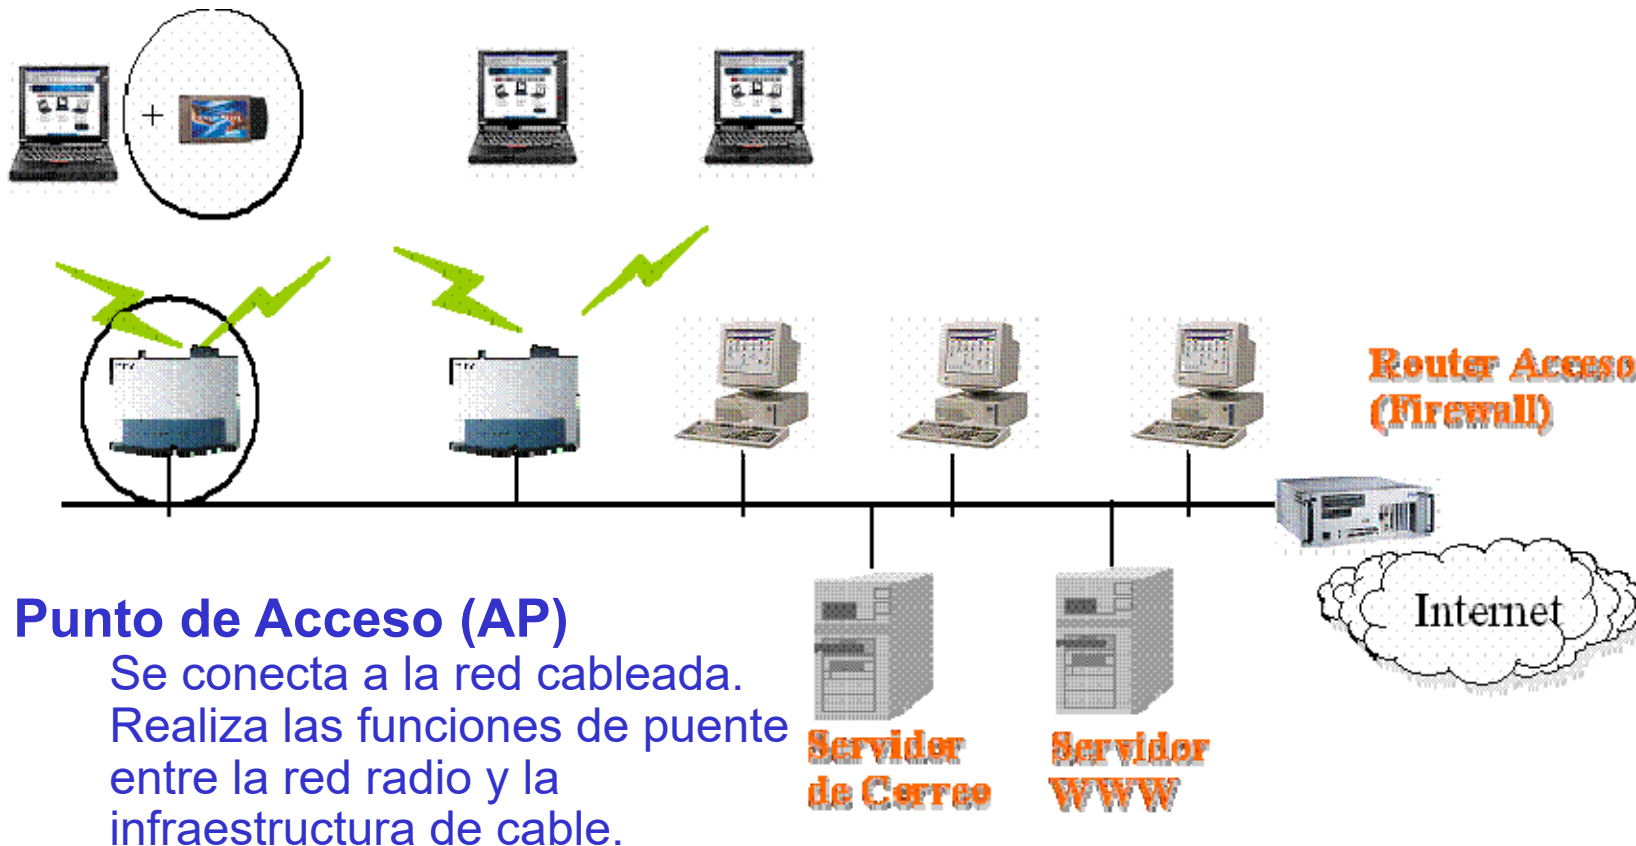 +
Router Acceso
(Firewall)
Internet
Punto de Acceso (AP)
Se conecta a la red cableada.
Realiza las funciones de puente
entre la red radio y la
infraestructura de cable.
Servidor
de Correo
Servidor
WWW